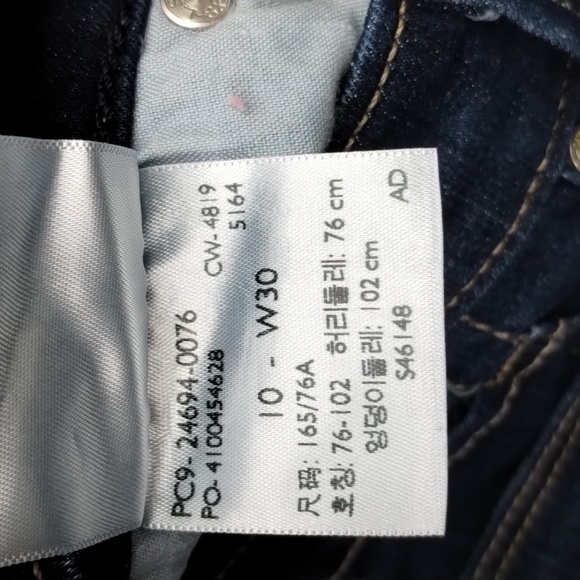 PC9-24694-0076 CW-4819
PO-4100454628 5164
10 - W30
尺码: 165/76A
호칭: 76-102 허리둘레: 76 cm
엉덩이둘레: 102 cm
S46148
AD